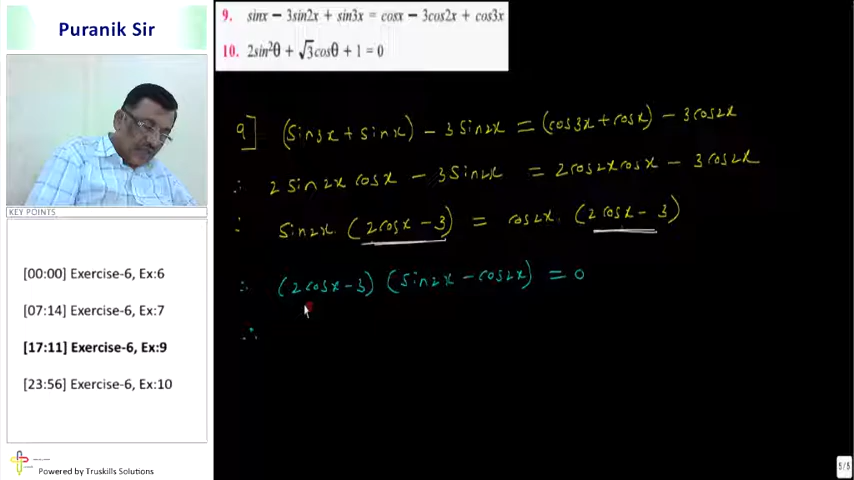 Puranik Sir
9. sinx − 3sin2x + sin3x = cosx − 3cos2x + cos3x
10. 2sin²θ + √3cosθ + 1 = 0
9] (Sin3x + Sinx) − 3Sin2x = (cos3x + cosx) − 3cos2x
∴ 2Sin2x cosx − 3Sin2x = 2cos2xcosx − 3cos2x
∴ Sin2x. (2cosx − 3) = cos2x. (2cosx − 3)
∴ (2cosx − 3) (Sin2x − cos2x) = 0
∴
KEY POINTS
[00:00] Exercise-6, Ex:6
[07:14] Exercise-6, Ex:7
[17:11] Exercise-6, Ex:9
[23:56] Exercise-6, Ex:10
Powered by Truskills Solutions
5/5